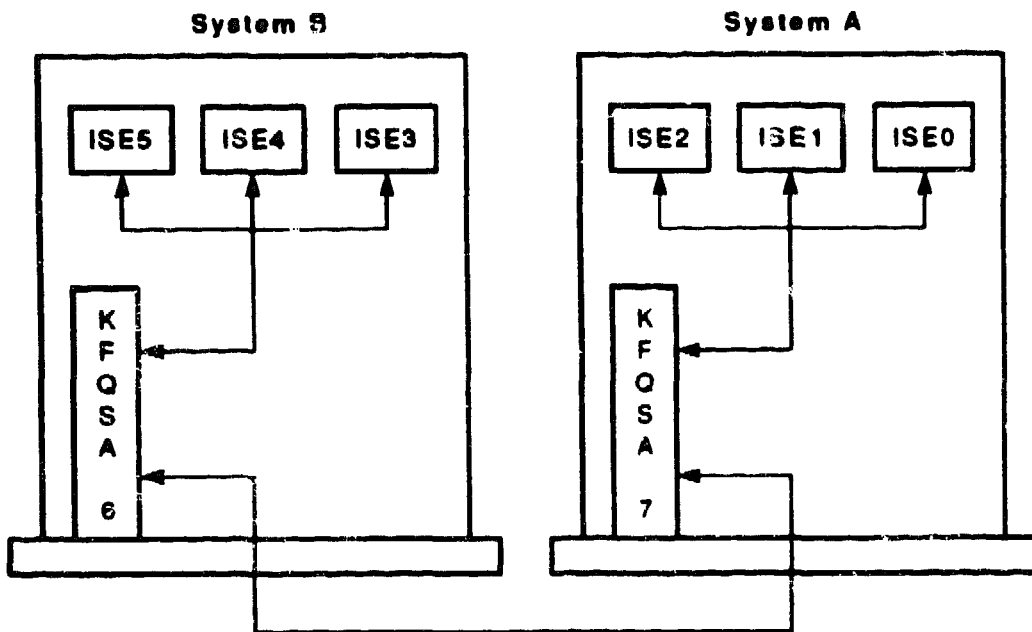 System B
System A
ISE5
ISE4
ISE3
ISE2
ISE1
ISE0
K
F
Q
S
A
6
K
F
Q
S
A
7